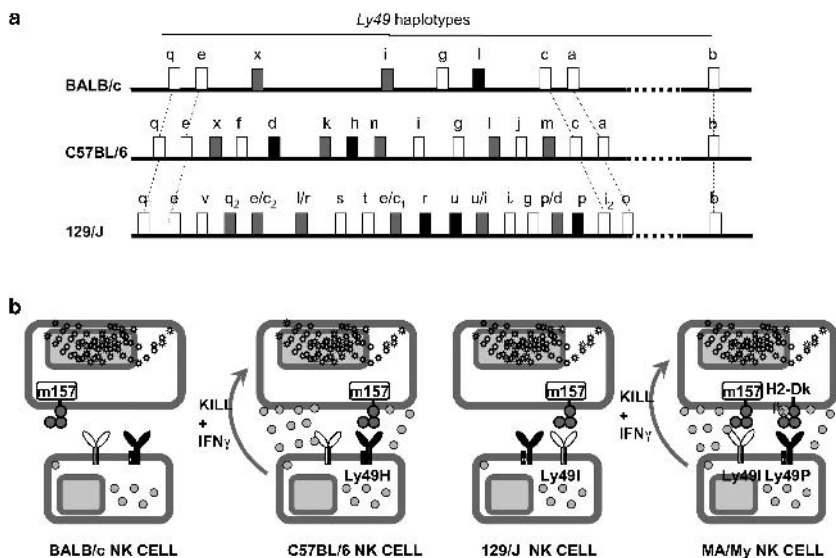 a
Ly49 haplotypes
q e x i g l c a b
BALB/c
q e x f d k h n i g l j m c a b
C57BL/6
q e v q2 e/c2 l/r s t e/c1 r u u/i i g p/d p i2 o b
129/J
b
m157
m157
m157
m157 H2-Dk
KILL
+
IFNγ
KILL
+
IFNγ
Ly49H
Ly49I
Ly49I Ly49P
BALB/c NK CELL
C57BL/6 NK CELL
129/J NK CELL
MA/My NK CELL